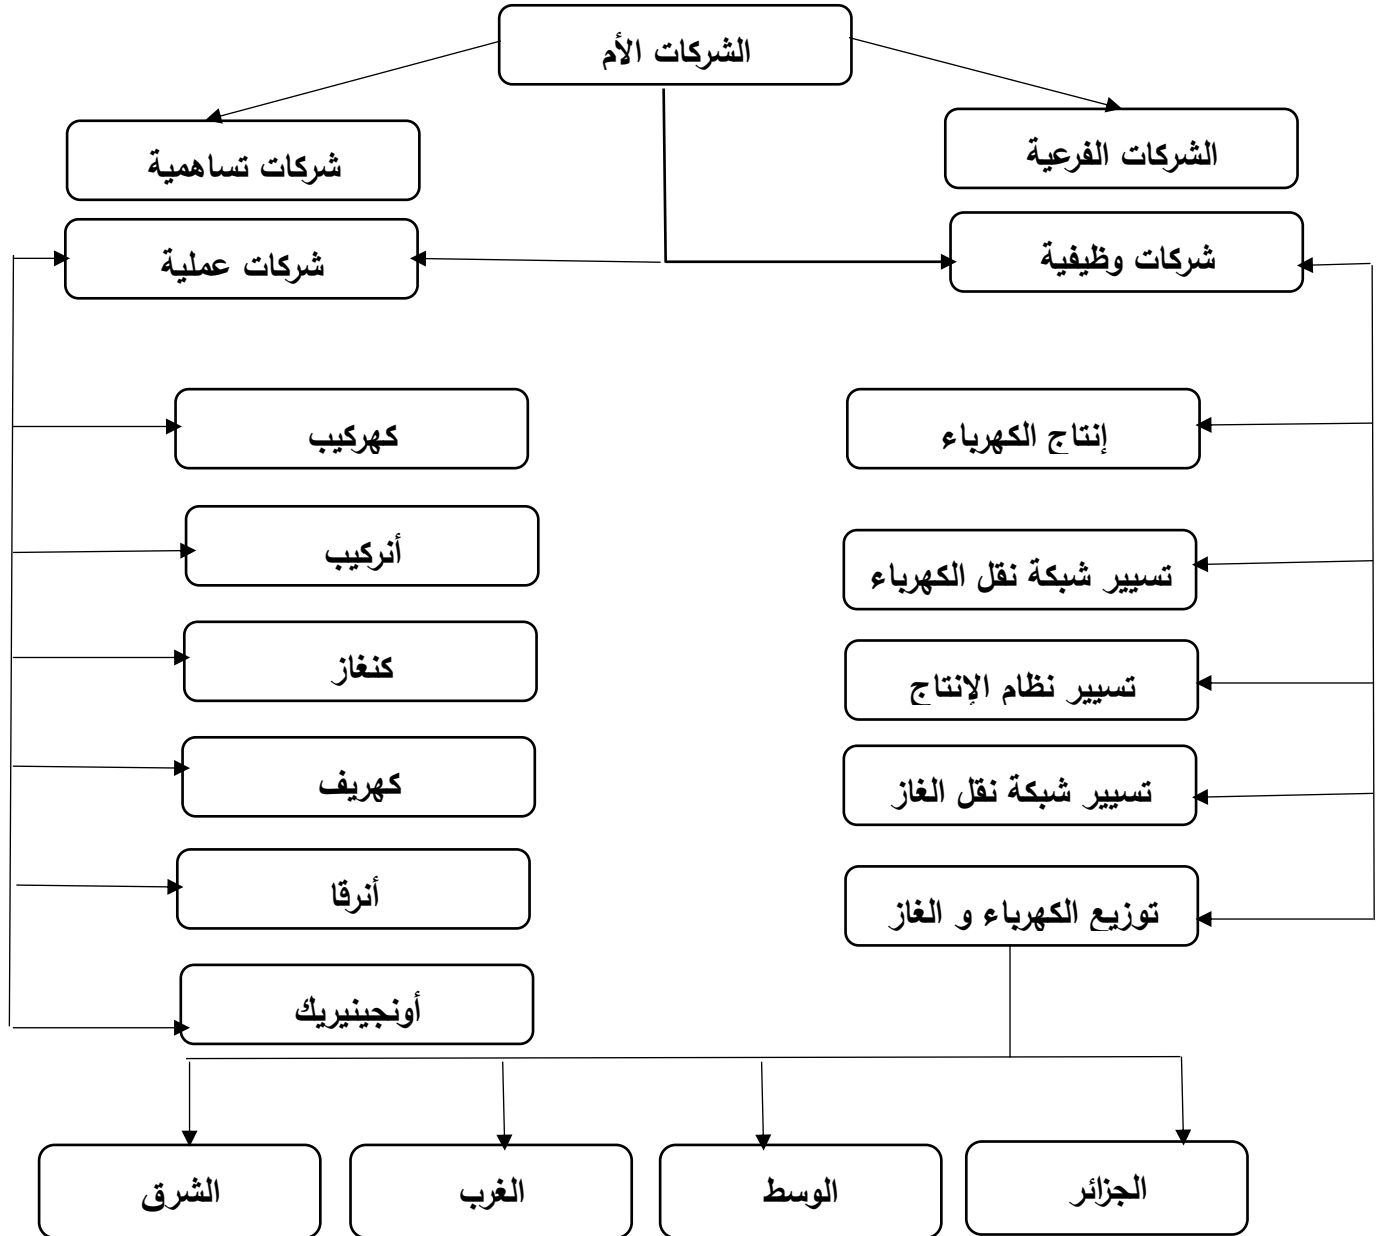 الشركات الأم
الشركات الفرعية
شركات تساهمية
شركات وظيفية
شركات عملية
إنتاج الكهرباء
كهركيب
تسيير شبكة نقل الكهرباء
أنركيب
تسيير نظام الإنتاج
كنغاز
تسيير شبكة نقل الغاز
كهريف
توزيع الكهرباء و الغاز
أنرقا
أونجينيريك
الجزائر
الوسط
الغرب
الشرق